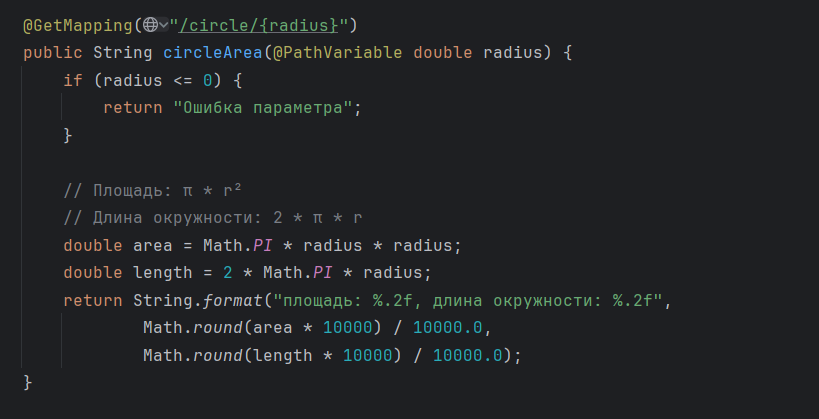 @GetMapping("/circle/{radius}")
public String circleArea(@PathVariable double radius) {
    if (radius <= 0) {
        return "Ошибка параметра";
    }

    // Площадь: π * r²
    // Длина окружности: 2 * π * r
    double area = Math.PI * radius * radius;
    double length = 2 * Math.PI * radius;
    return String.format("площадь: %.2f, длина окружности: %.2f",
            Math.round(area * 10000) / 10000.0,
            Math.round(length * 10000) / 10000.0);
}